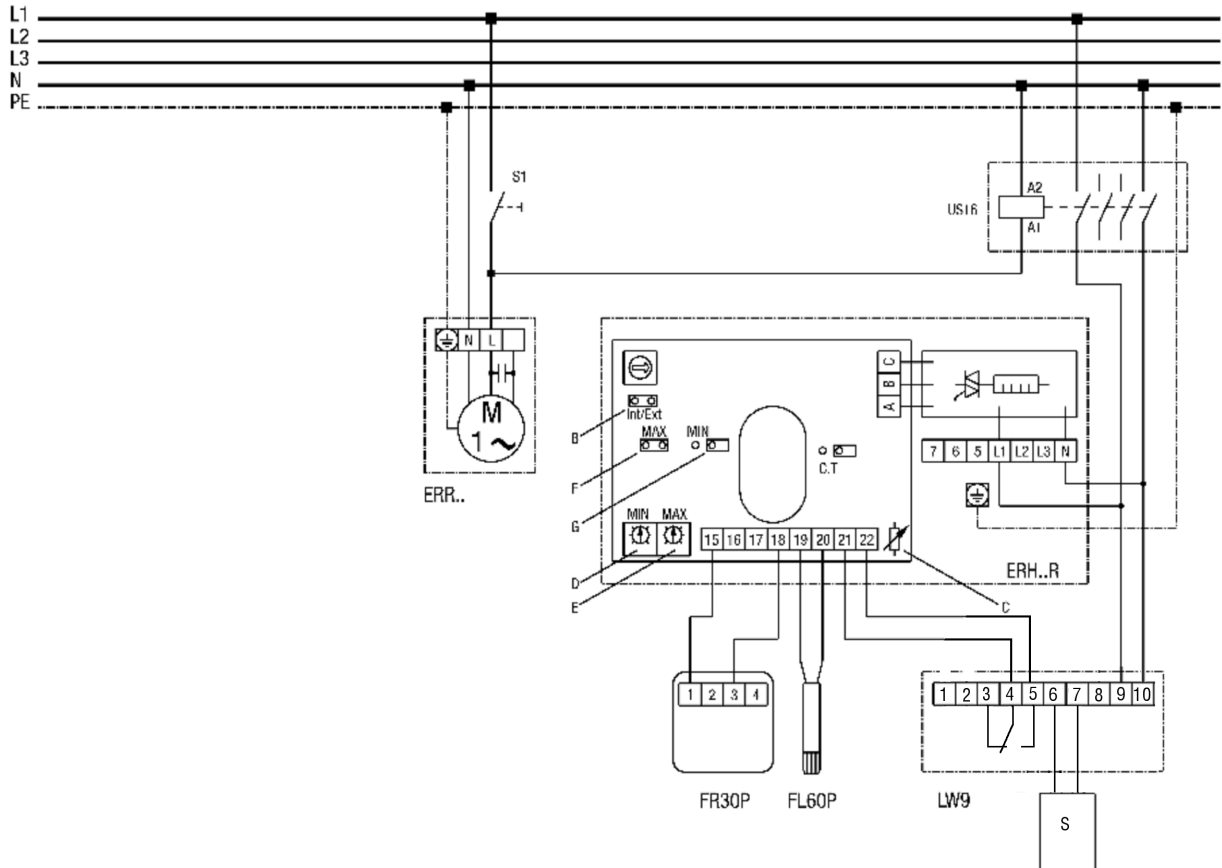 L1
L2
L3
N
PE
S1
US16
A2
A1
N L
M
1 ~
ERR..
Int/Ext
B
MAX MIN
F
G
C.T
C
B
A
7 6 5 L1 L2 L3 N
MIN MAX
15 16 17 18 19 20 21 22
D
E
C
ERH..R
1 2 3 4
FR30P
FL60P
1 2 3 4 5 6 7 8 9 10
LW9
S